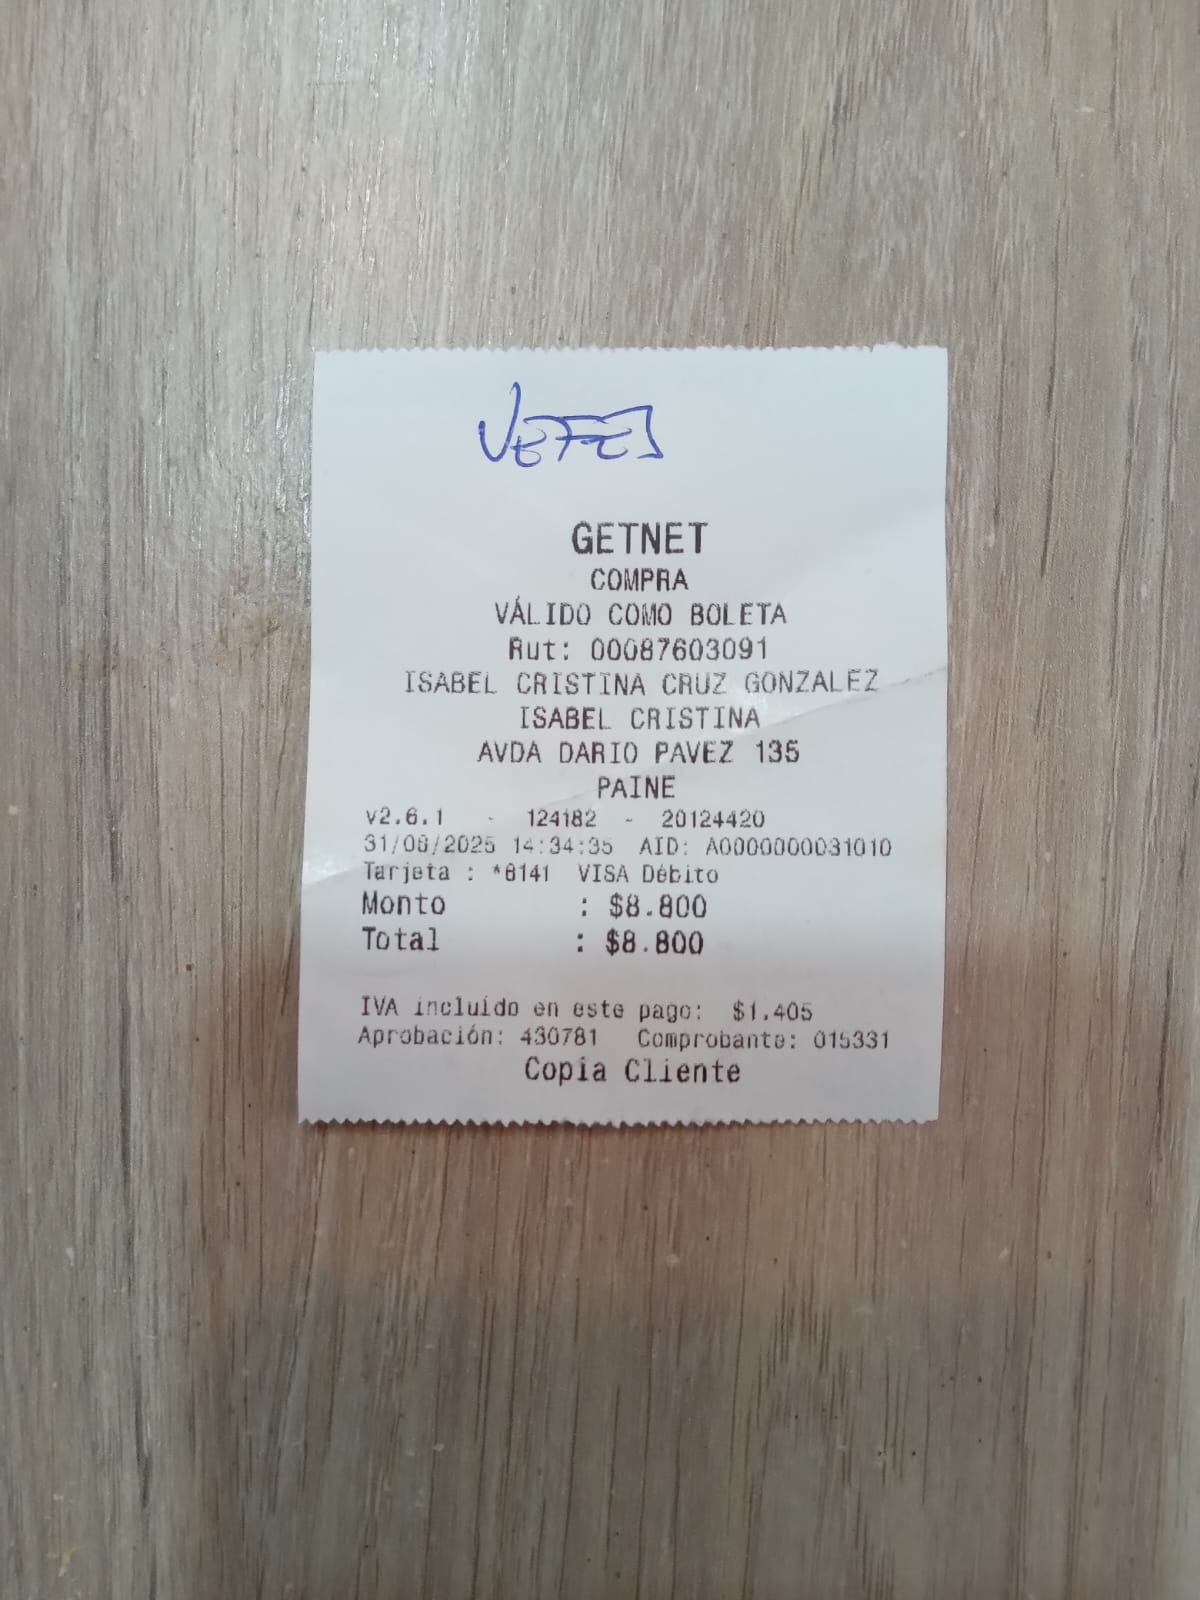 GETNET
COMPRA
VÁLIDO COMO BOLETA
Rut: 00087603091
ISABEL CRISTINA CRUZ GONZALEZ
ISABEL CRISTINA
AVDA DARIO PAVEZ 135
PAINE
v2.6.1 - 124182 - 20124420
31/08/2025 14:34:35 AID: A0000000031010
Tarjeta : *8141 VISA Débito
Monto : $8.800
Total : $8.800
IVA incluído en este pago: $1.405
Aprobación: 430781 Comprobante: 015331
Copia Cliente